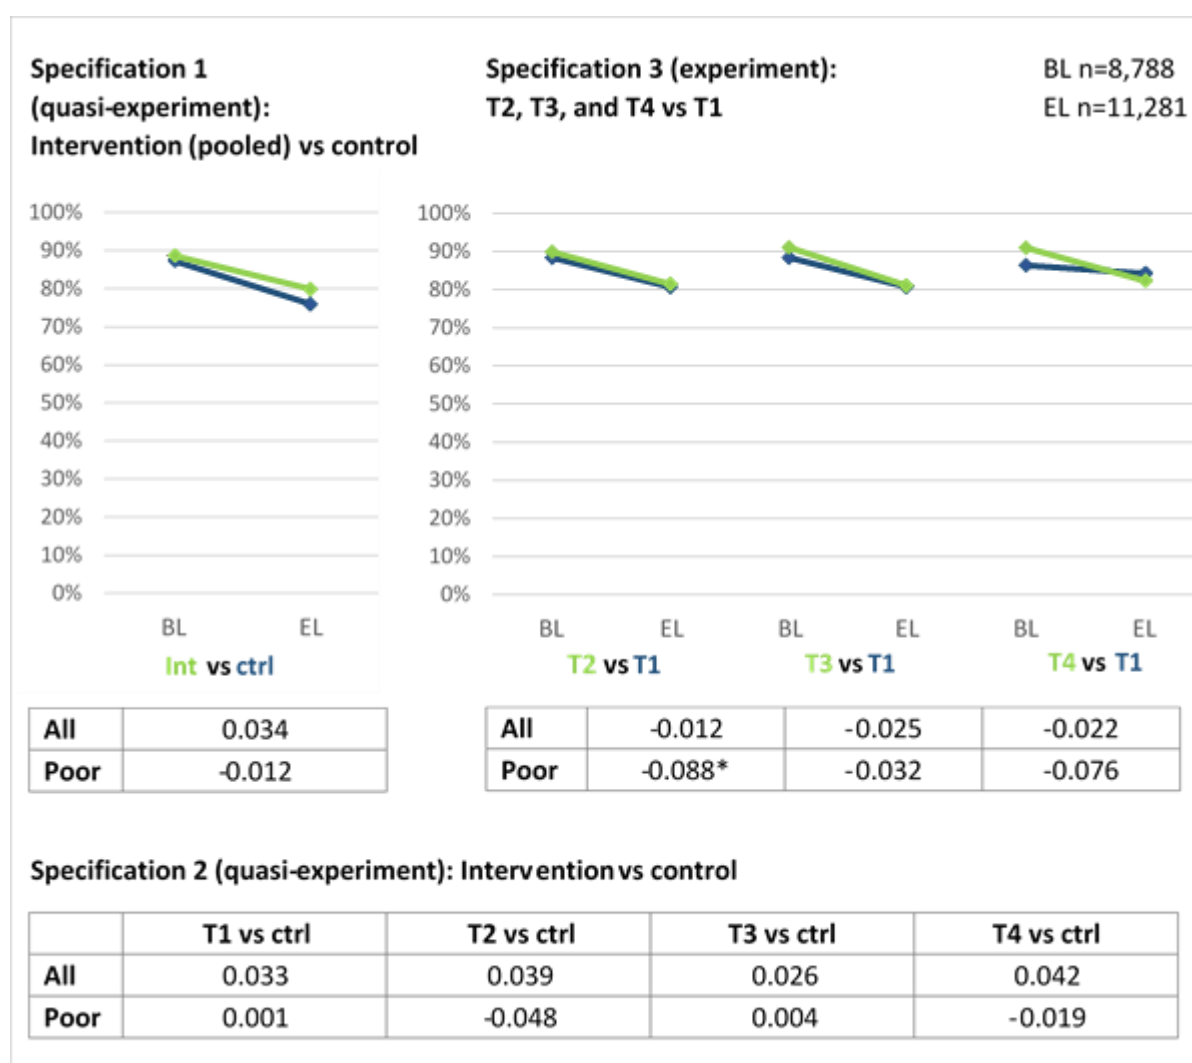 Specification 1
(quasi-experiment):
Intervention (pooled) vs control
Specification 3 (experiment):
T2, T3, and T4 vs T1
BL n=8,788
EL n=11,281
100%
90%
80%
70%
60%
50%
40%
30%
20%
10%
0%
BL EL
Int vs ctrl
100%
90%
80%
70%
60%
50%
40%
30%
20%
10%
0%
BL EL BL EL BL EL
T2 vs T1 T3 vs T1 T4 vs T1
All 0.034
Poor -0.012
All -0.012 -0.025 -0.022
Poor -0.088* -0.032 -0.076
Specification 2 (quasi-experiment): Intervention vs control
T1 vs ctrl T2 vs ctrl T3 vs ctrl T4 vs ctrl
All 0.033 0.039 0.026 0.042
Poor 0.001 -0.048 0.004 -0.019